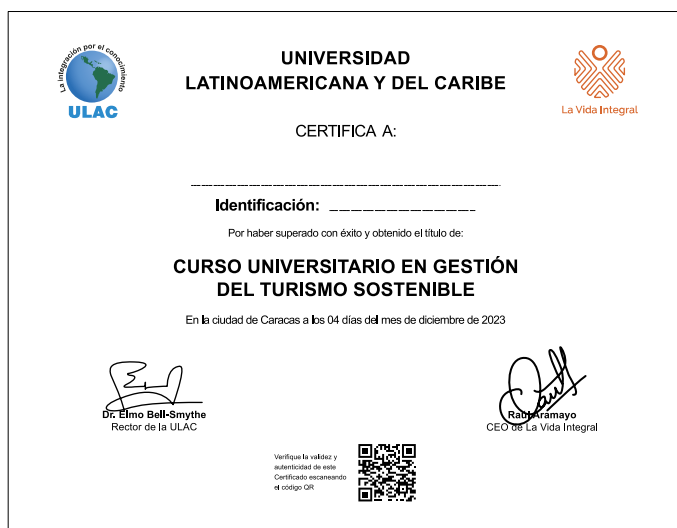 La integración por el conocimiento
ULAC
UNIVERSIDAD
LATINOAMERICANA Y DEL CARIBE
La Vida Integral
CERTIFICA A:
Identificación:
Por haber superado con éxito y obtenido el título de:
CURSO UNIVERSITARIO EN GESTIÓN
DEL TURISMO SOSTENIBLE
En la ciudad de Caracas a los 04 días del mes de diciembre de 2023
Dr. Elmo Bell-Smythe
Rector de la ULAC
Raúl Aramayo
CEO de La Vida Integral
Verifique la validez y
autenticidad de este
Certificado escaneando
el código QR